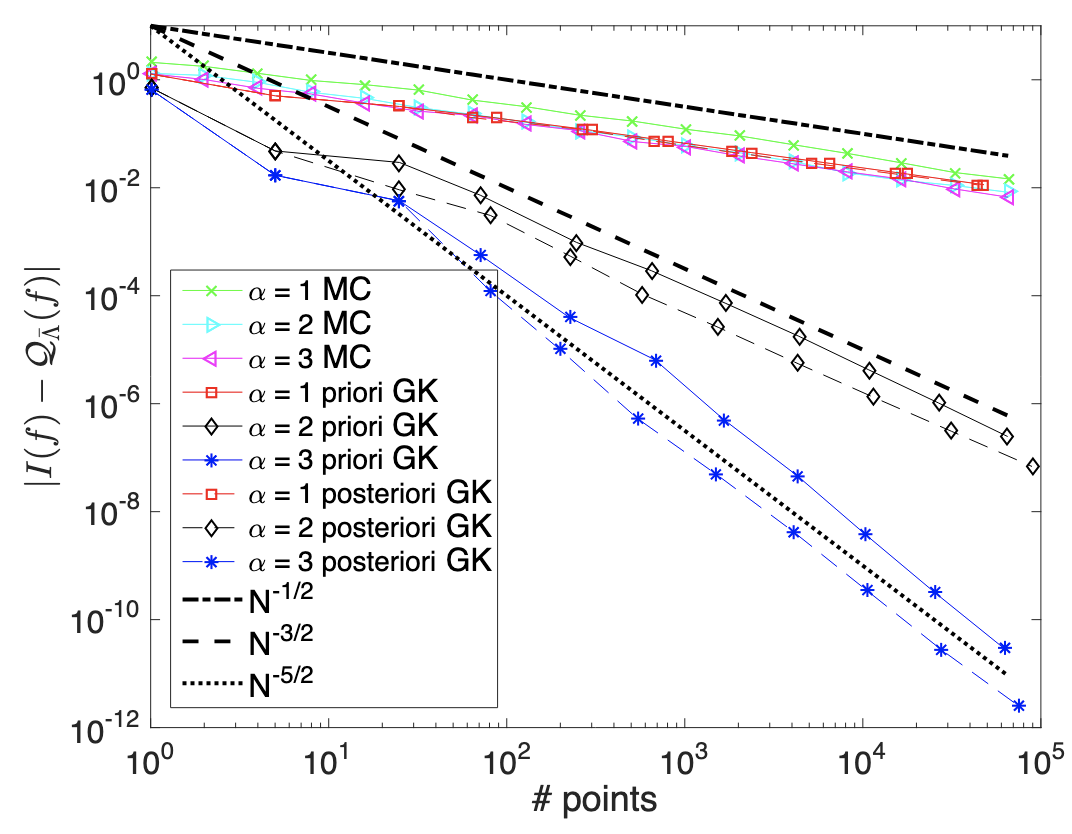 |I(f) − 𝒬_Λ̄(f)|
10^0
10^-2
10^-4
10^-6
10^-8
10^-10
10^-12
α = 1 MC
α = 2 MC
α = 3 MC
α = 1 priori GK
α = 2 priori GK
α = 3 priori GK
α = 1 posteriori GK
α = 2 posteriori GK
α = 3 posteriori GK
N^-1/2
N^-3/2
N^-5/2
10^0 10^1 10^2 10^3 10^4 10^5
# points